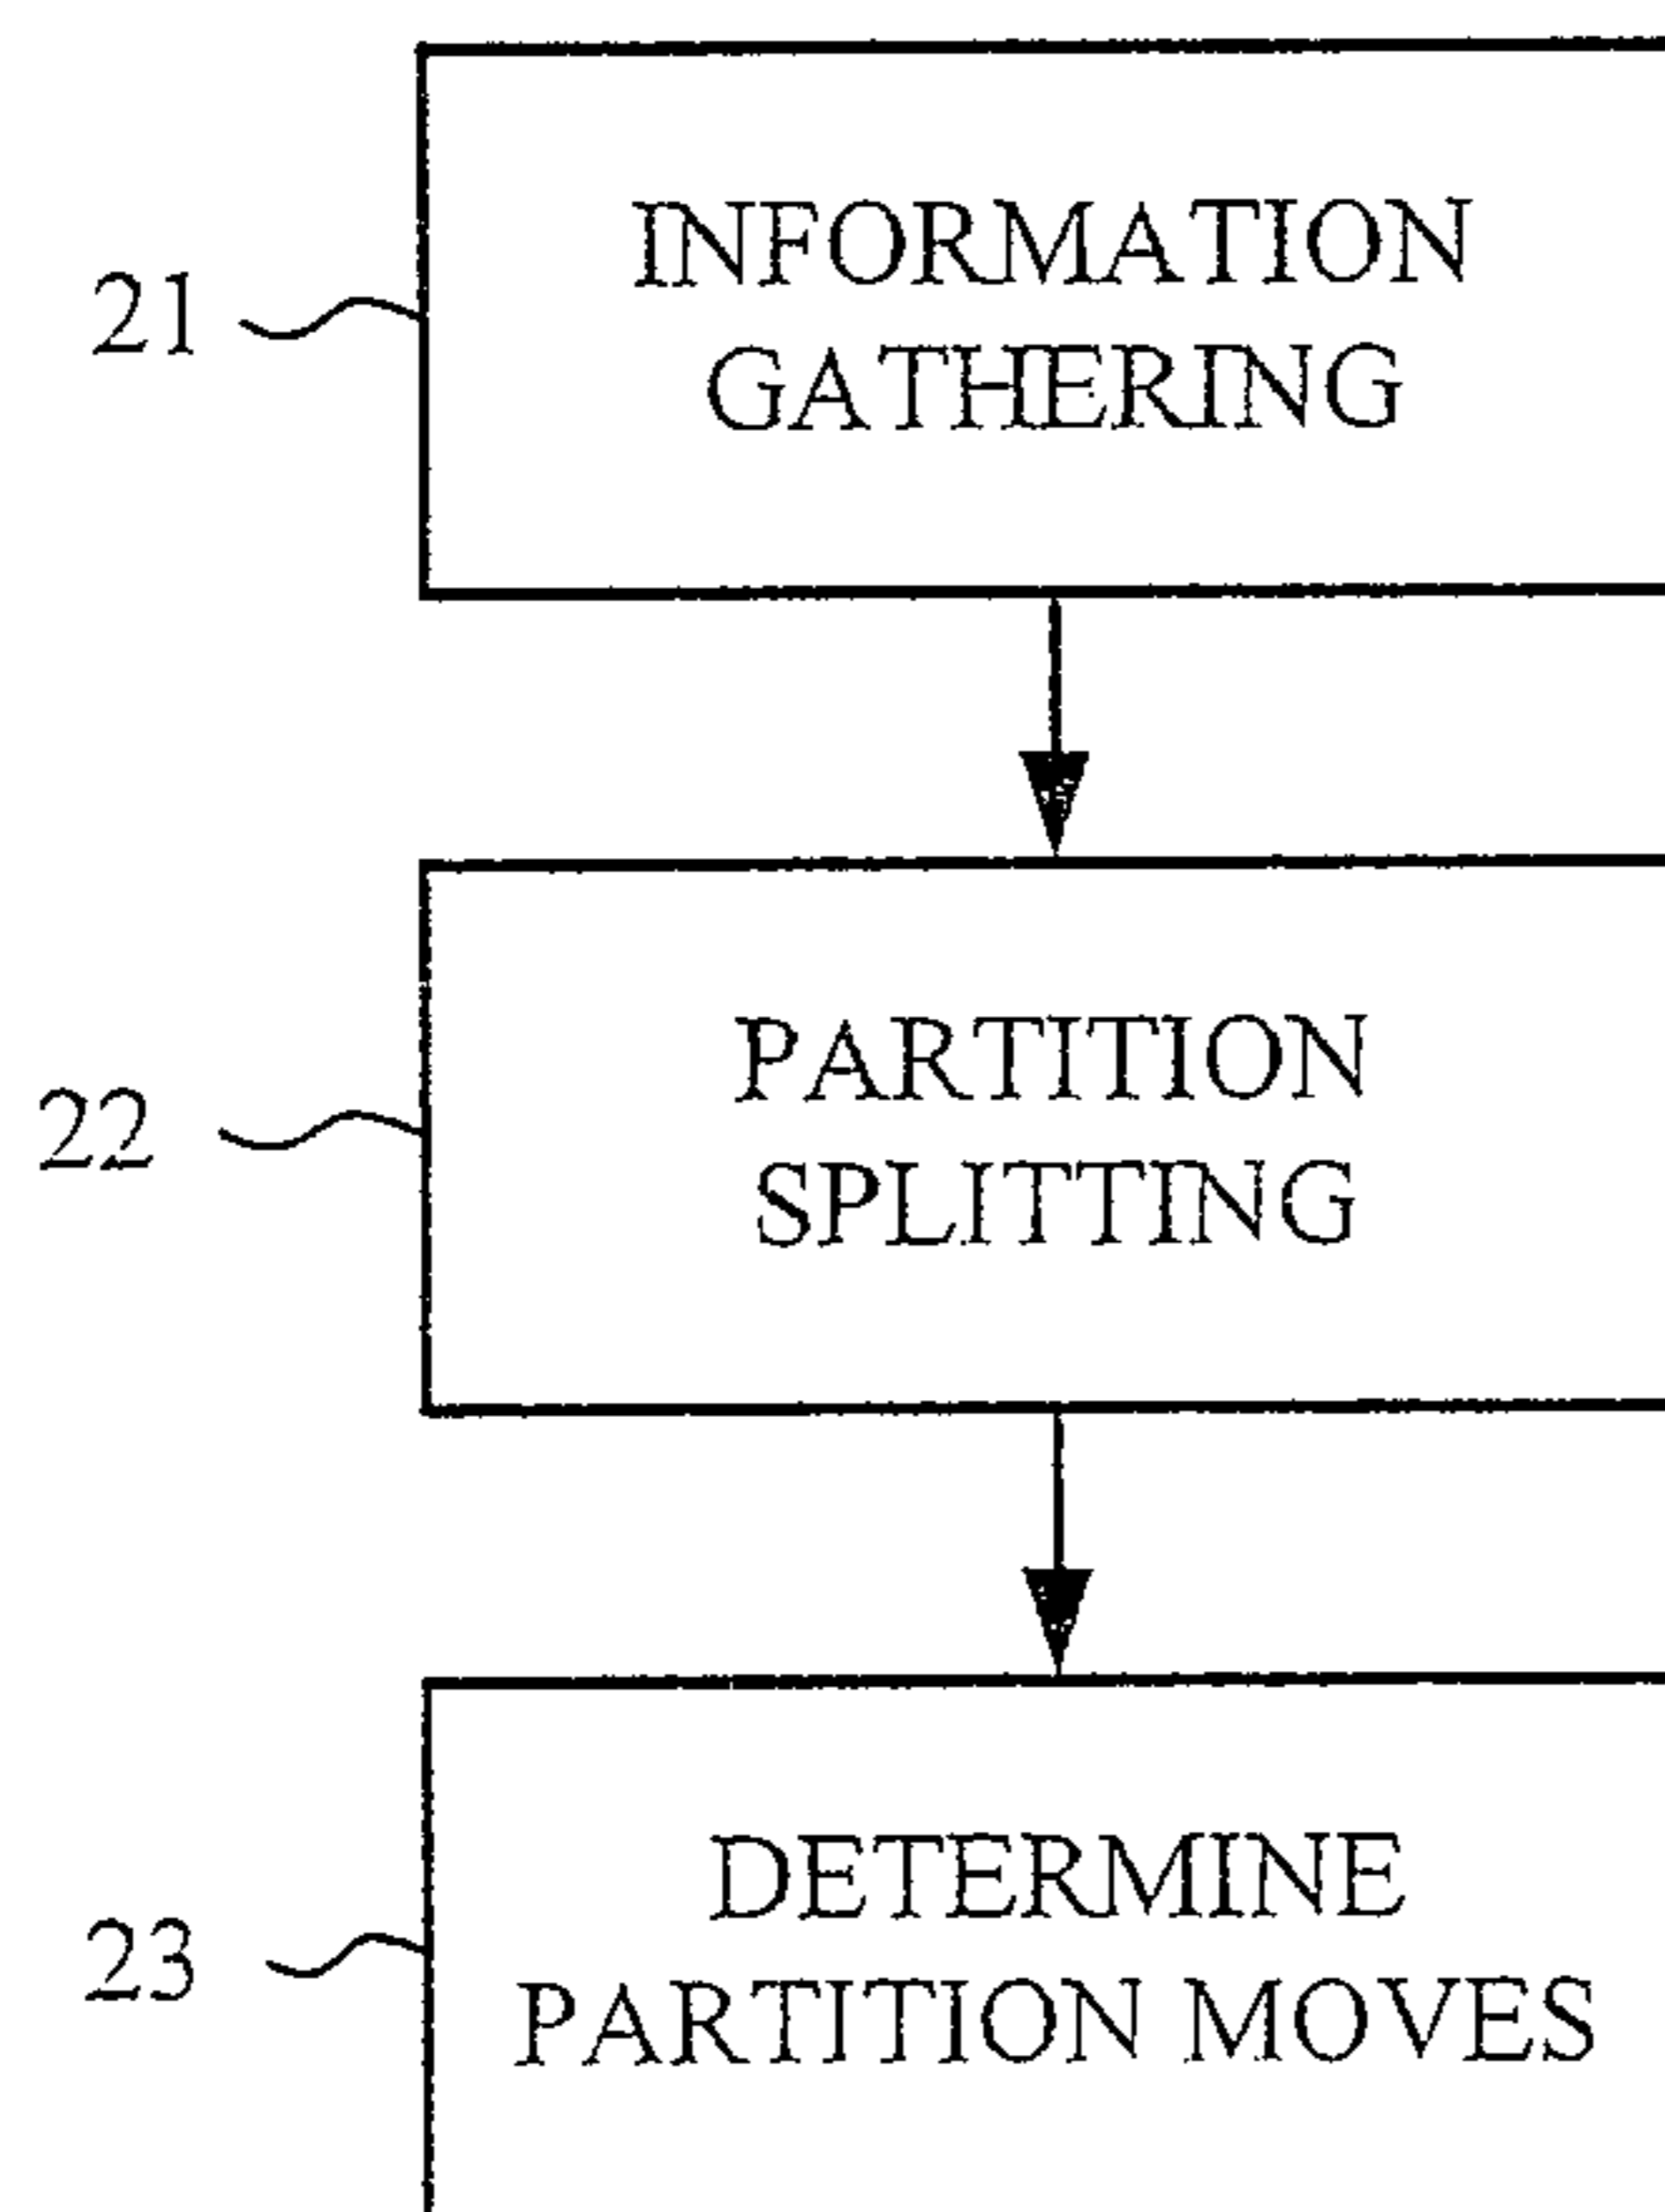 INFORMATION
GATHERING
21
PARTITION
SPLITTING
22
DETERMINE
PARTITION MOVES
23